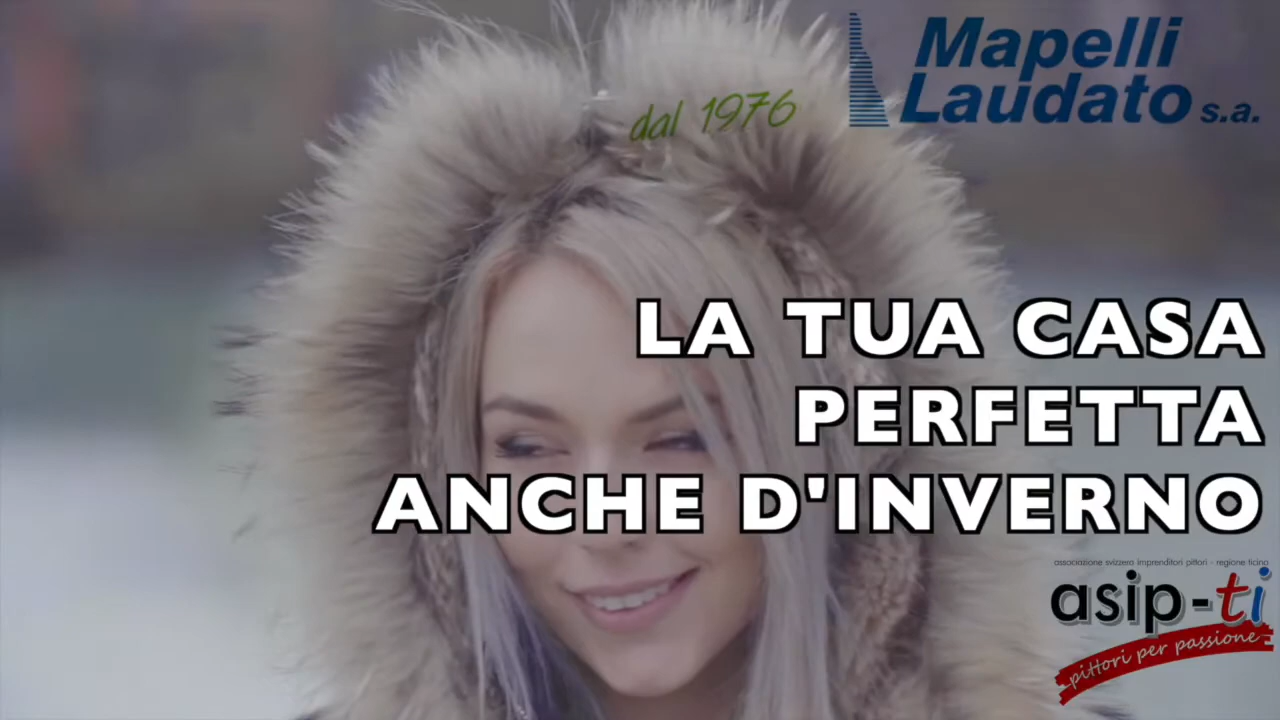 Mapelli
Laudato s.a.
dal 1976
LA TUA CASA
PERFETTA
ANCHE D'INVERNO
associazione svizzera imprenditori pittori - regione ticino
asip-ti
pittori per passione